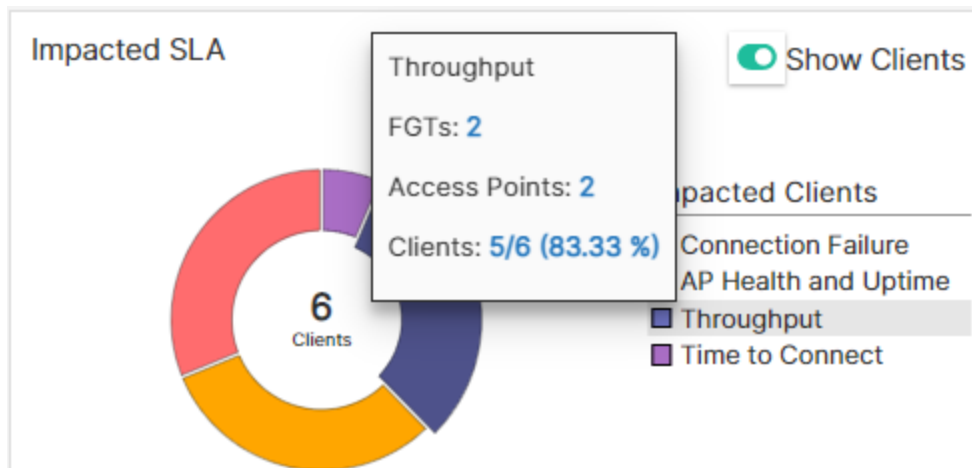 Impacted SLA
Throughput
FGTs: 2
Access Points: 2
Clients: 5/6 (83.33 %)
Show Clients
6
Clients
pacted Clients
Connection Failure
AP Health and Uptime
Throughput
Time to Connect